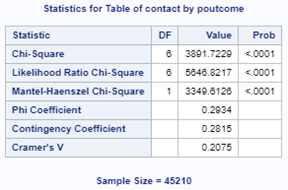 Statistics for Table of contact by poutcome
Statistic DF Value Prob
Chi-Square 6 3891.7229 <.0001
Likelihood Ratio Chi-Square 6 5646.8217 <.0001
Mantel-Haenszel Chi-Square 1 3349.6126 <.0001
Phi Coefficient 0.2934
Contingency Coefficient 0.2815
Cramer's V 0.2075
Sample Size = 45210